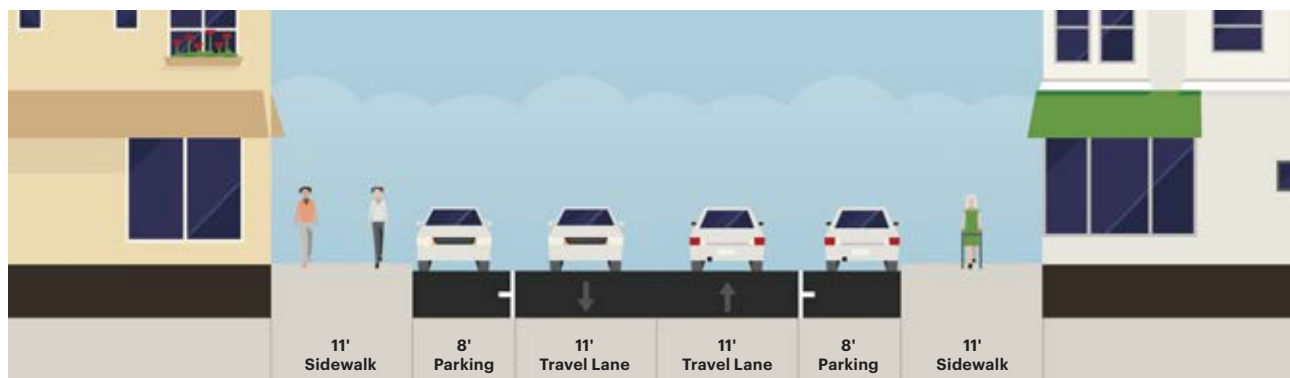 11'
Sidewalk
8'
Parking
11'
Travel Lane
11'
Travel Lane
8'
Parking
11'
Sidewalk